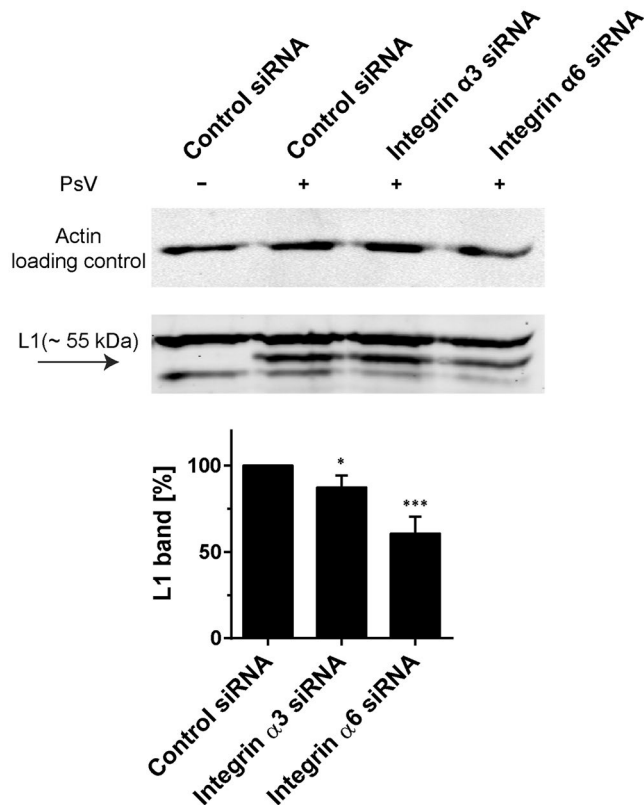 Control siRNA
Control siRNA
Integrin α3 siRNA
Integrin α6 siRNA
PsV
- + + +
Actin
loading control
L1(~ 55 kDa)
L1 band [%]
100
50
0
*
***
Control siRNA
Integrin α3 siRNA
Integrin α6 siRNA